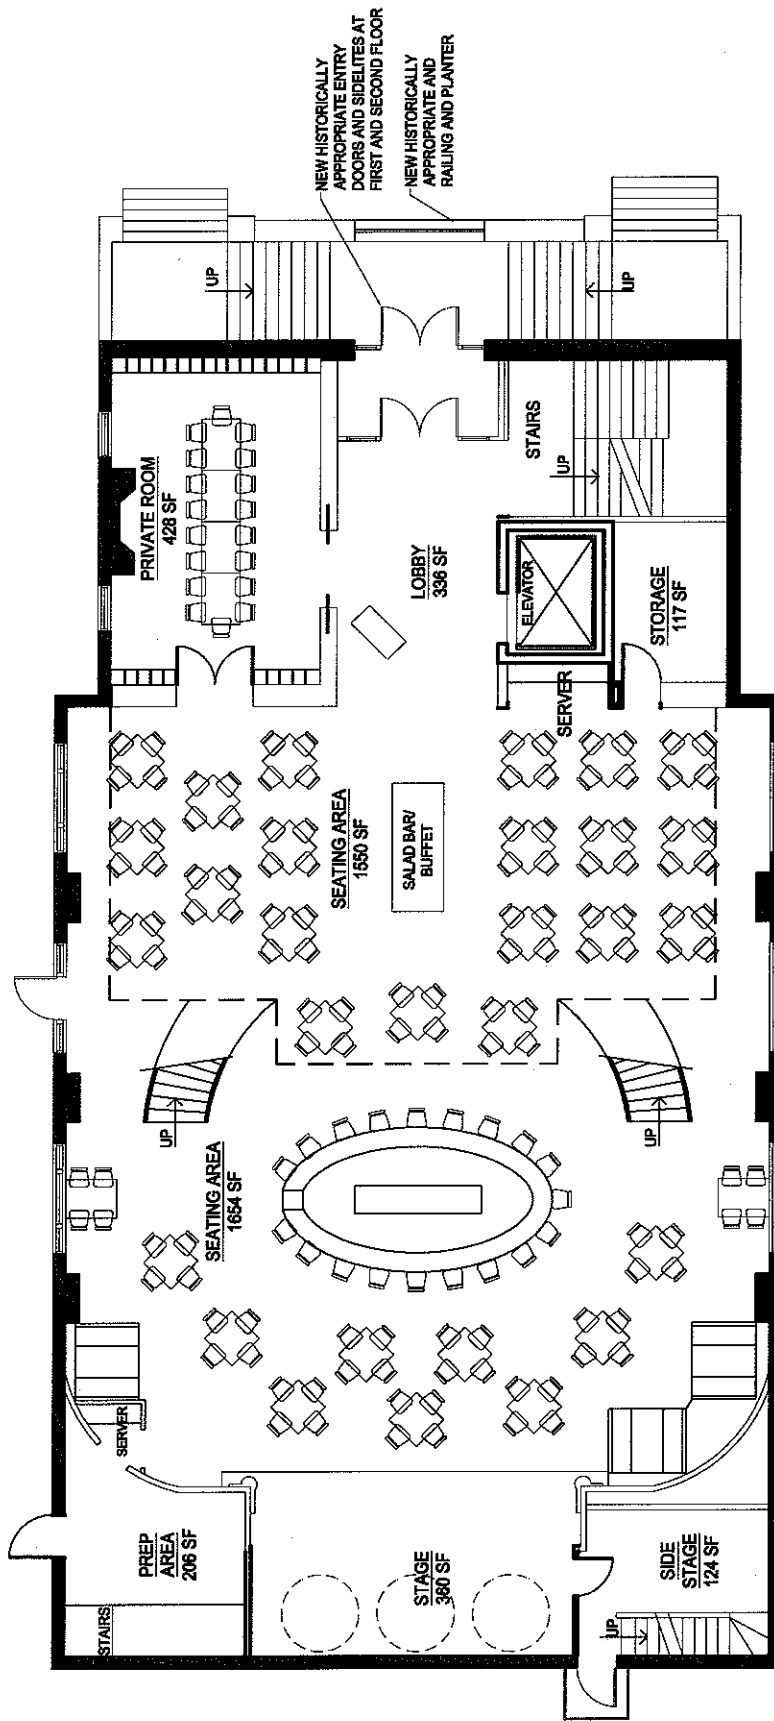 NEW HISTORICALLY
APPROPRIATE ENTRY
DOORS AND SIDELITES AT
FIRST AND SECOND FLOOR
NEW HISTORICALLY
APPROPRIATE AND
RAILING AND PLANTER
UP
UP
PRIVATE ROOM
428 SF
STAIRS
UP
LOBBY
336 SF
ELEVATOR
STORAGE
117 SF
SERVER
SEATING AREA
1550 SF
SALAD BAR/
BUFFET
UP
UP
SEATING AREA
1654 SF
SERVER
PREP
AREA
206 SF
STAIRS
STAGE
360 SF
SIDE
STAGE
124 SF
UP